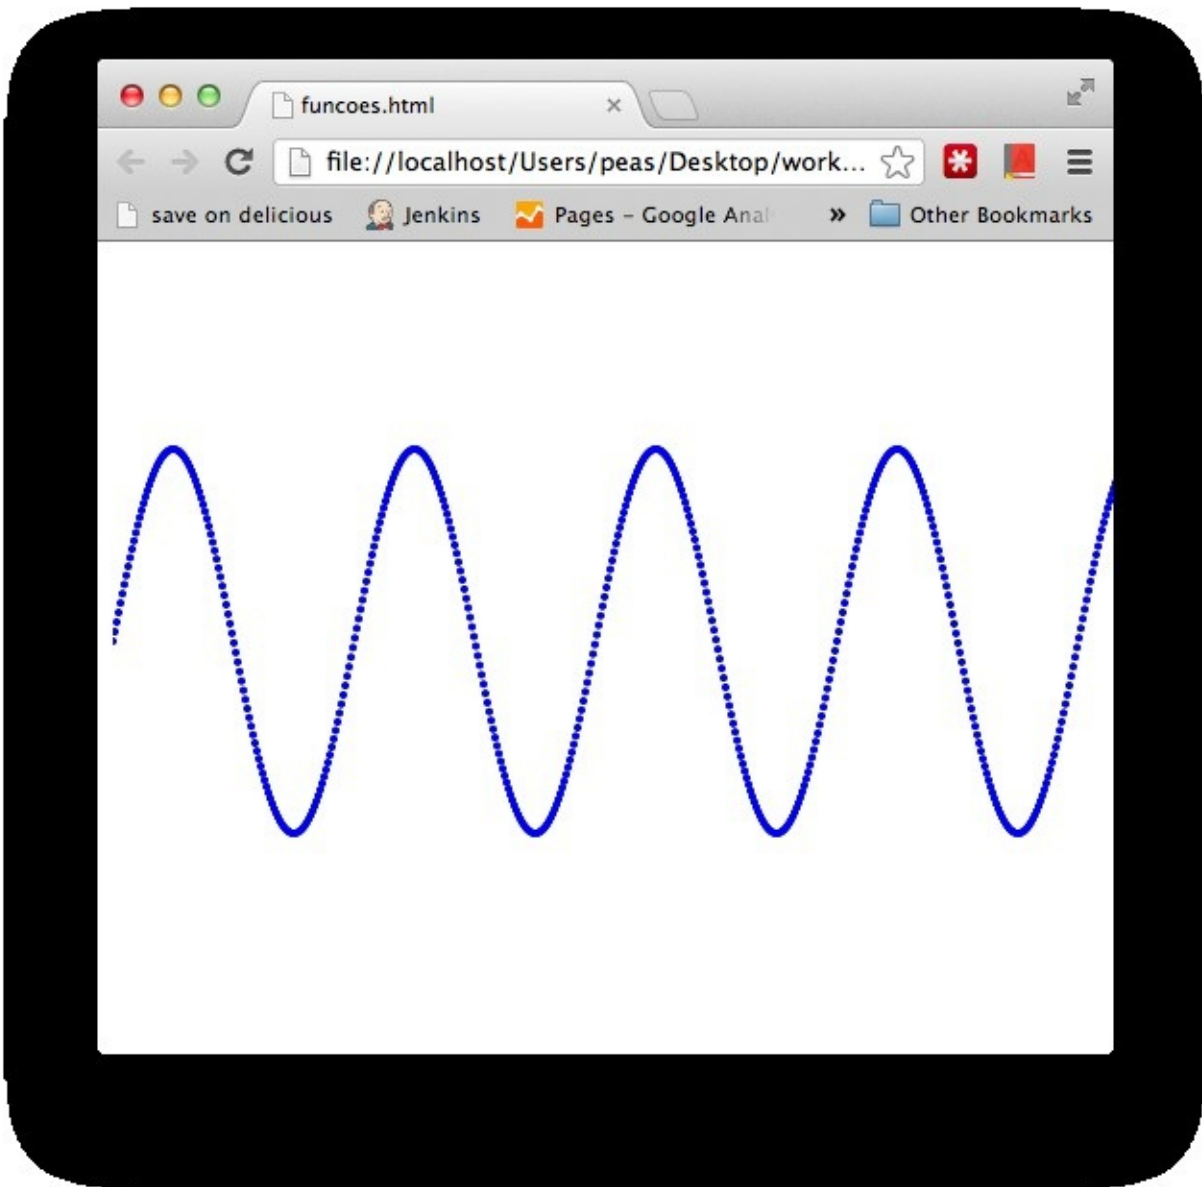 funcoes.html
file://localhost/Users/peas/Desktop/work...
save on delicious Jenkins Pages - Google Anal » Other Bookmarks